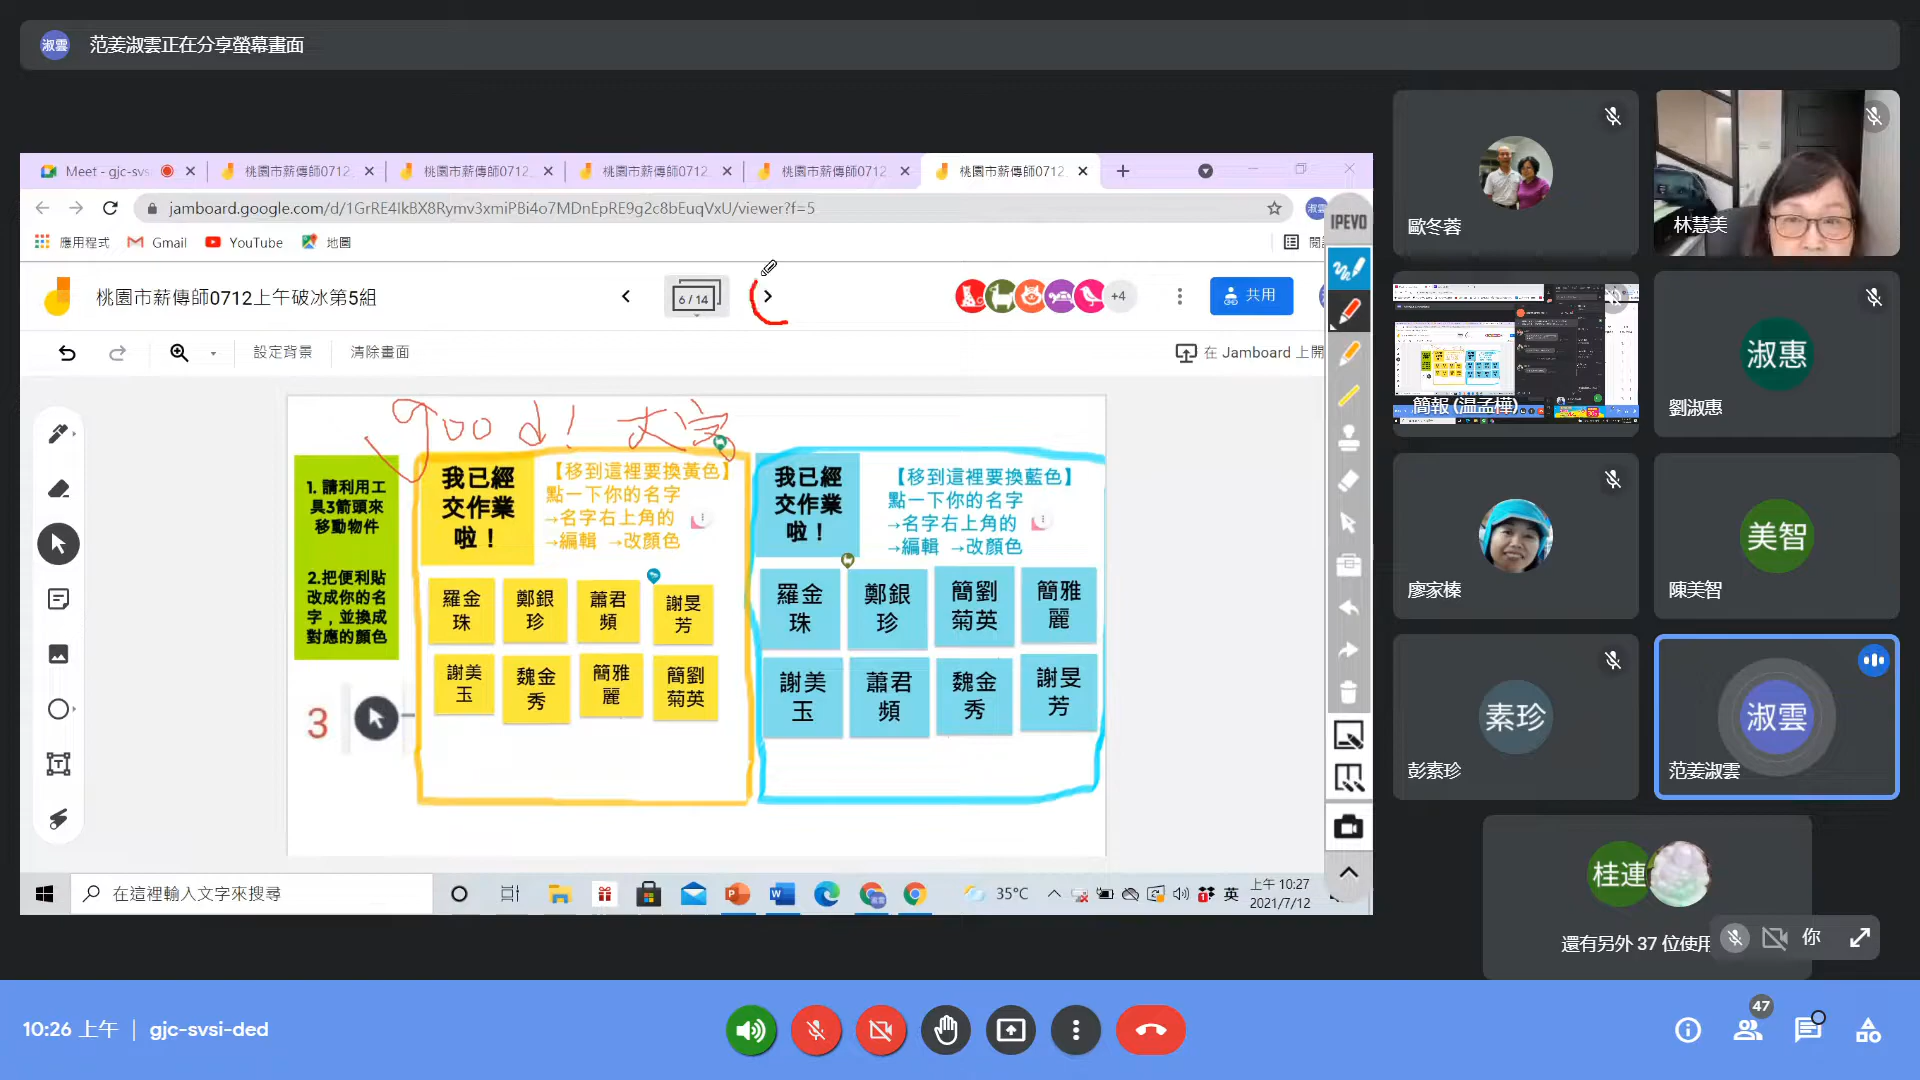 淑雲 范姜淑雲正在分享螢幕畫面
Meet - gjc-svs
桃園市薪傳師0712
桃園市薪傳師0712
桃園市薪傳師0712
桃園市薪傳師0712
桃園市薪傳師0712
jamboard.google.com/d/1GrRE4lkBX8Rymv3xmiPBi4o7MDnEpRE9g2c8bEuqVxU/viewer?f=5
淑雲
IPEVO
應用程式 Gmail YouTube 地圖
桃園市薪傳師0712上午破冰第5組
6 / 14
+4
共用
設定背景 清除畫面
在 Jamboard 上開
good! 大家
1. 請利用工
具3箭頭來
移動物件
2.把便利貼
改成你的名
字，並換成
對應的顏色
3
我已經
交作業
啦！
【移到這裡要換黃色】
點一下你的名字
→名字右上角的
→編輯 →改顏色
羅金
珠
鄭銀
珍
蕭君
頻
謝旻
芳
謝美
玉
魏金
秀
簡雅
麗
簡劉
菊英
我已經
交作業
啦！
【移到這裡要換藍色】
點一下你的名字
→名字右上角的
→編輯 →改顏色
羅金
珠
鄭銀
珍
簡劉
菊英
簡雅
麗
謝美
玉
蕭君
頻
魏金
秀
謝旻
芳
在這裡輸入文字來搜尋
35°C
英
上午 10:27
2021/7/12
歐冬蓉
林慧美
簡報 (温孟樺)
淑惠
劉淑惠
廖家榛
美智
陳美智
素珍
彭素珍
淑雲
范姜淑雲
桂連
還有另外 37 位使用
你
10:26 上午 | gjc-svsi-ded
47